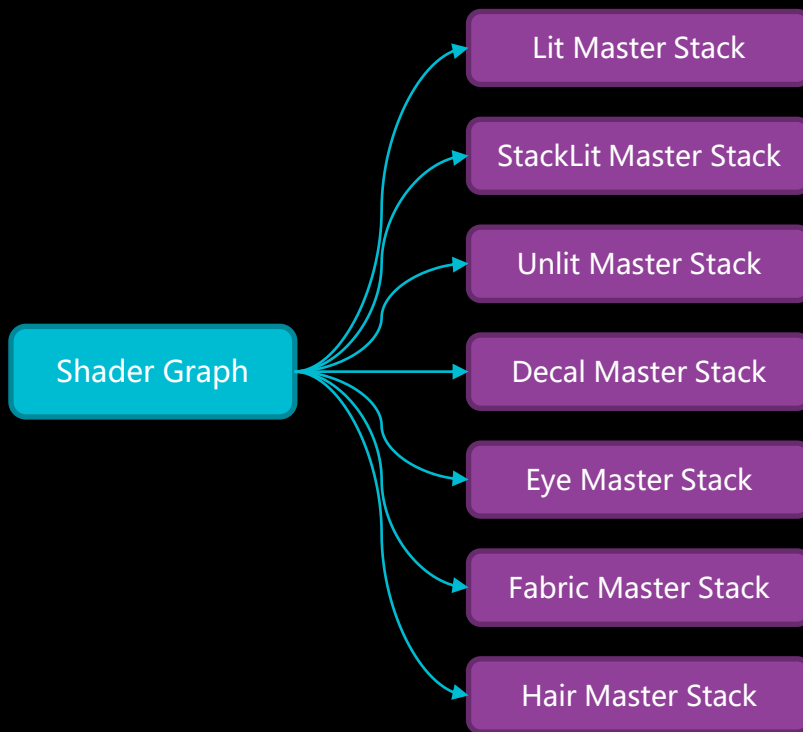 Lit Master Stack
StackLit Master Stack
Unlit Master Stack
Shader Graph
Decal Master Stack
Eye Master Stack
Fabric Master Stack
Hair Master Stack